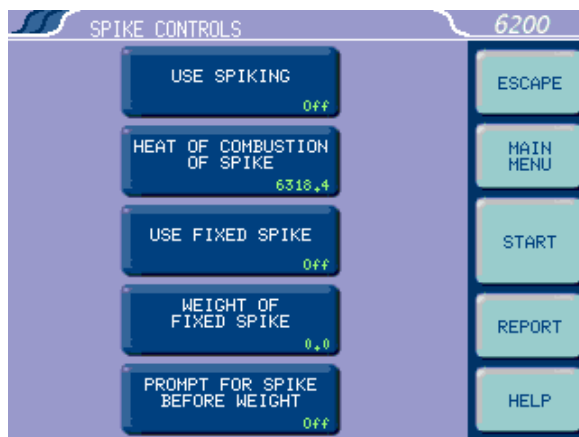 SPIKE CONTROLS
6200
USE SPIKING
Off
HEAT OF COMBUSTION
OF SPIKE
6318.4
USE FIXED SPIKE
Off
WEIGHT OF
FIXED SPIKE
0.0
PROMPT FOR SPIKE
BEFORE WEIGHT
Off
ESCAPE
MAIN
MENU
START
REPORT
HELP